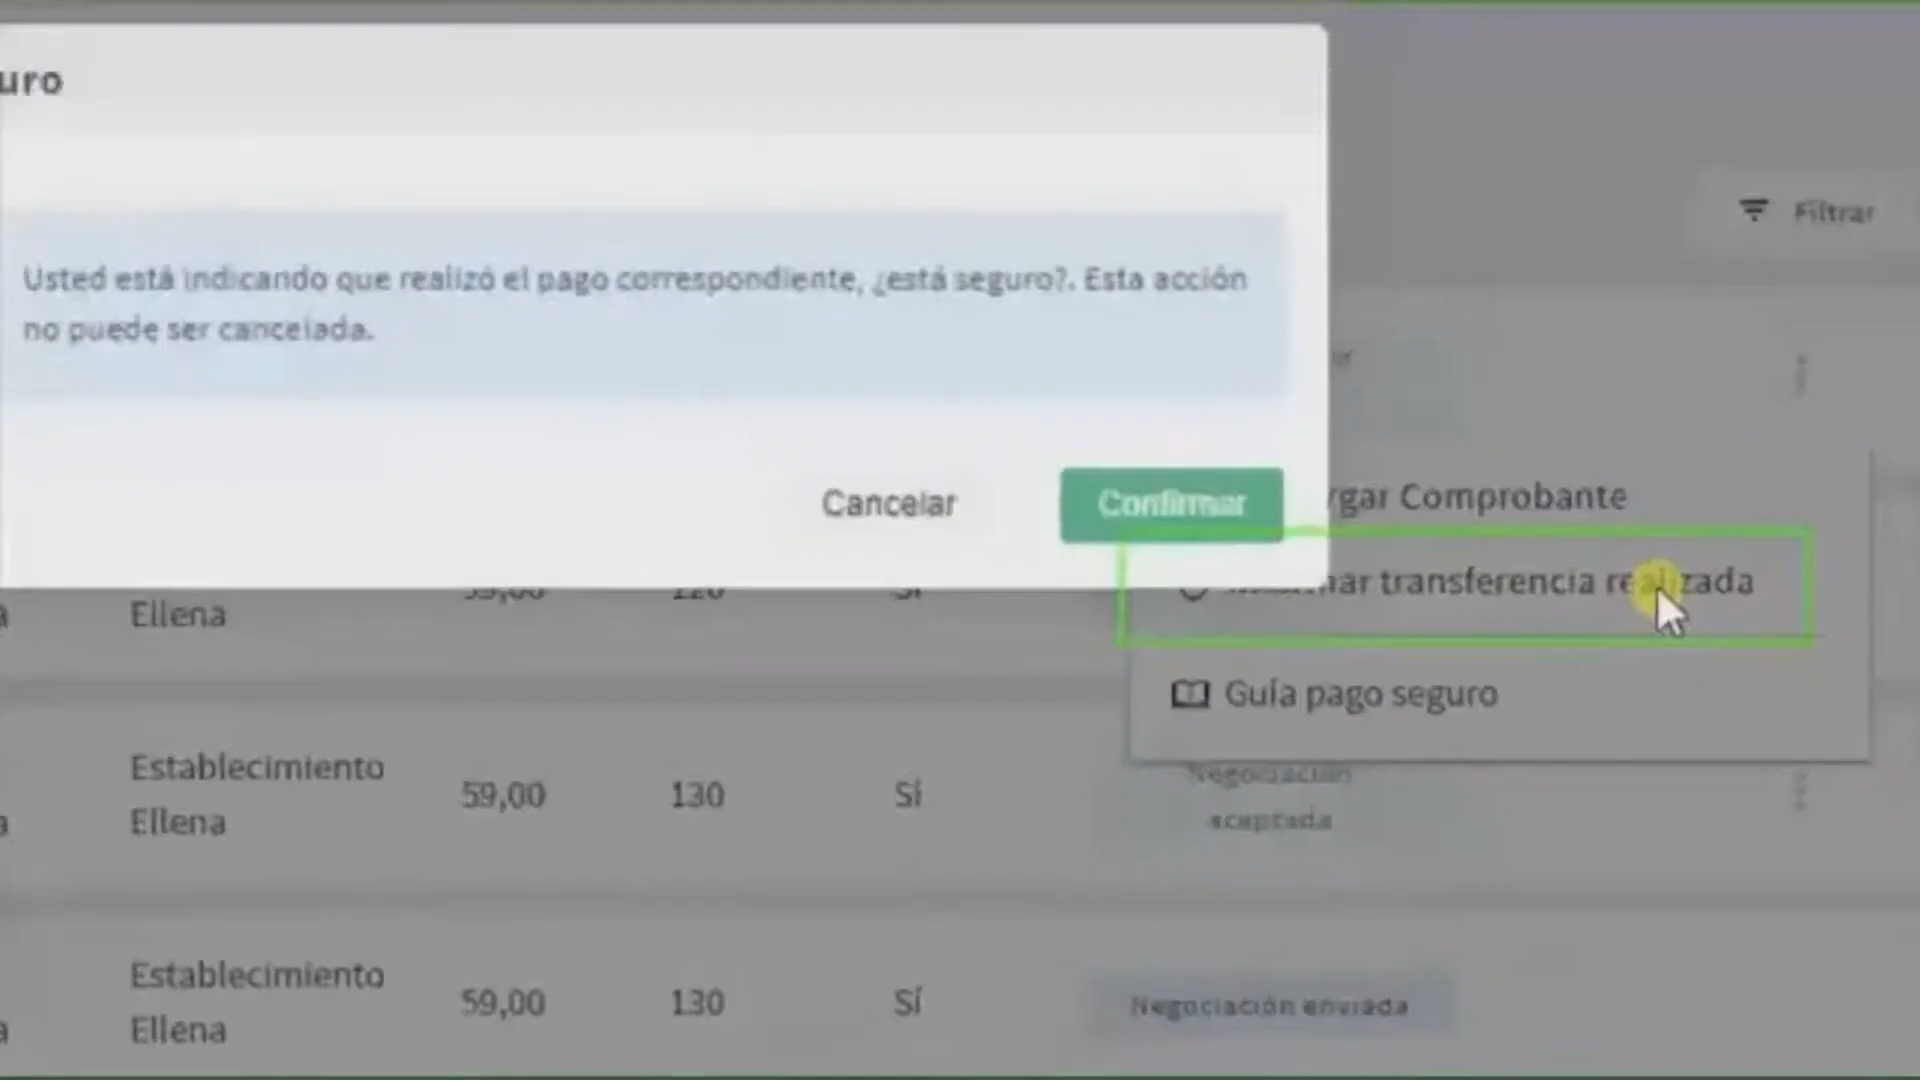 uro
Usted está indicando que realizó el pago correspondiente, ¿está seguro?. Esta acción
no puede ser cancelada.
Cancelar
Confirmar
Filtrar
rgar Comprobante
transferencia realizada
Guía pago seguro
Ellena
Establecimiento
Ellena
59,00
130
Sí
Negociación
aceptada
Establecimiento
Ellena
59,00
130
Sí
Negociación enviada